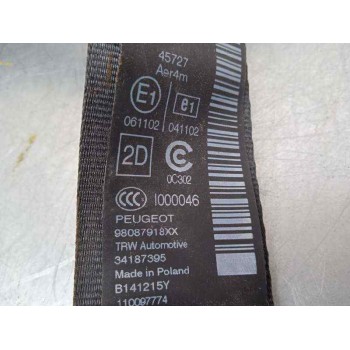 45727
Aer4m
E1 e1
061102 041102
2D C
0C302
CCC I000046
PEUGEOT
98087918XX
TRW Automotive
34187395
Made in Poland
B141215Y
110097774